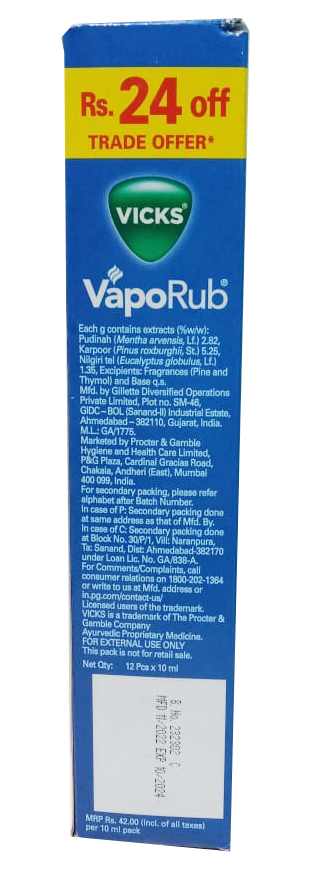 Rs. 24 off
TRADE OFFER*
VICKS®
VapoRub®
Each g contains extracts (%w/w):
Pudinah (Mentha arvensis, Lf.) 2.82,
Karpoor (Pinus roxburghii, St.) 5.25,
Nilgiri tel (Eucalyptus globulus, Lf.)
1.35, Excipients: Fragrances (Pine and
Thymol) and Base q.s.
Mfd. by Gillette Diversified Operations
Private Limited, Plot no. SM-46,
GIDC – BOL (Sanand-II) Industrial Estate,
Ahmedabad – 382110, Gujarat, India.
M.L.: GA/1775.
Marketed by Procter & Gamble
Hygiene and Health Care Limited,
P&G Plaza, Cardinal Gracias Road,
Chakala, Andheri (East), Mumbai
400 099, India.
For secondary packing, please refer
alphabet after Batch Number.
In case of P: Secondary packing done
at same address as that of Mfd. By.
In case of C: Secondary packing done
at Block No. 30/P/1, Vill: Naranpura,
Ta: Sanand, Dist: Ahmedabad-382170
under Loan Lic. No. GA/838-A.
For Comments/Complaints, call
consumer relations on 1800-202-1364
or write to us at Mfd. address or
in.pg.com/contact-us/
Licensed users of the trademark.
VICKS is a trademark of The Procter &
Gamble Company
Ayurvedic Proprietary Medicine.
FOR EXTERNAL USE ONLY
This pack is not for retail sale.
Net Qty: 12 Pcs x 10 ml
B. No. 232302 C
MFD 11/2022 EXP 10/2024
MRP Rs. 42.00 (incl. of all taxes)
per 10 ml pack